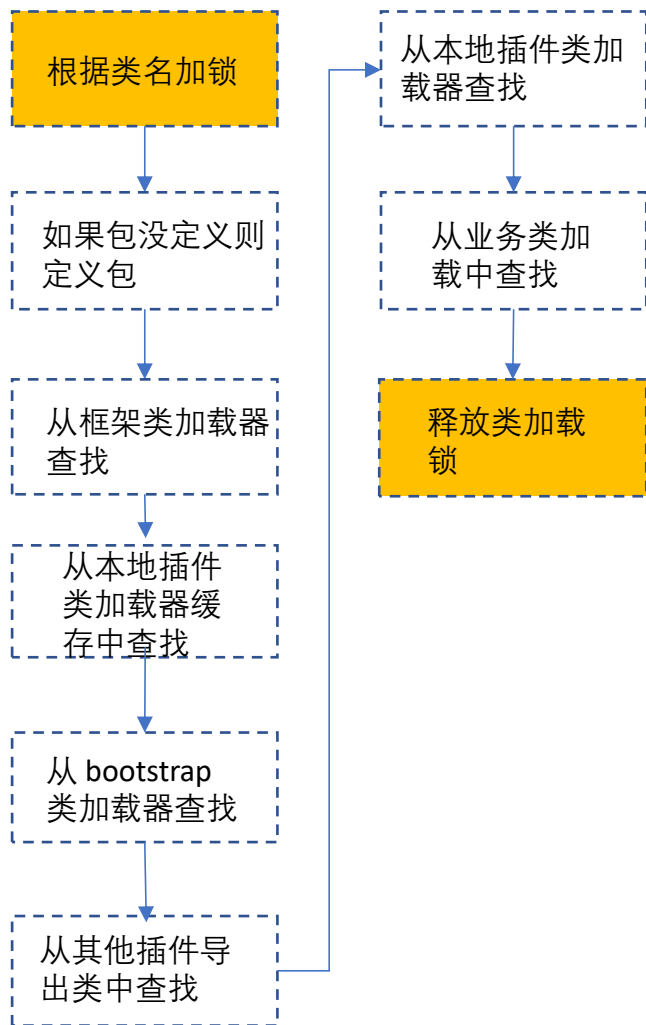 根据类名加锁
如果包没定义则
定义包
从框架类加载器
查找
从本地插件
类加载器缓
存中查找
从 bootstrap
类加载器查找
从其他插件导
出类中查找
从本地插件类加
载器查找
从业务类加
载中查找
释放类加载
锁